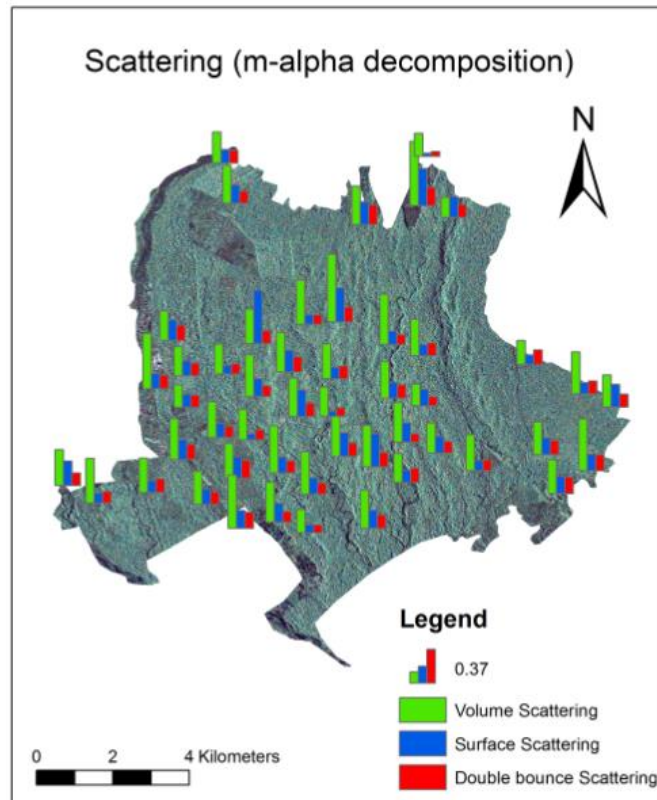 Scattering (m-alpha decomposition)
N
Legend
0.37
Volume Scattering
Surface Scattering
Double bounce Scattering
0 2 4 Kilometers